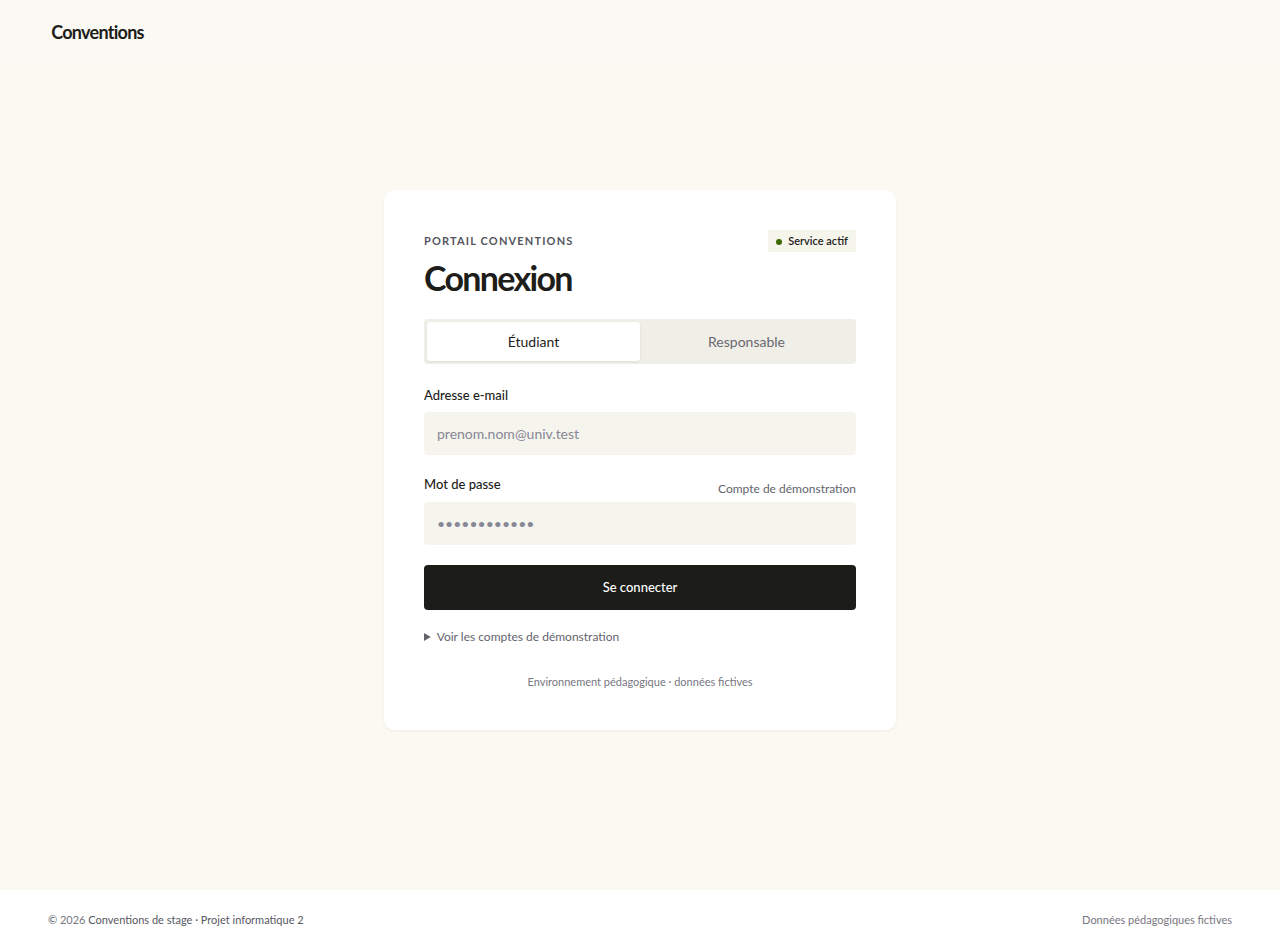 Conventions
PORTAIL CONVENTIONS
Service actif
Connexion
Étudiant
Responsable
Adresse e-mail
prenom.nom@univ.test
Mot de passe
Compte de démonstration
••••••••••••
Se connecter
▶ Voir les comptes de démonstration
Environnement pédagogique · données fictives
© 2026 Conventions de stage · Projet informatique 2
Données pédagogiques fictives